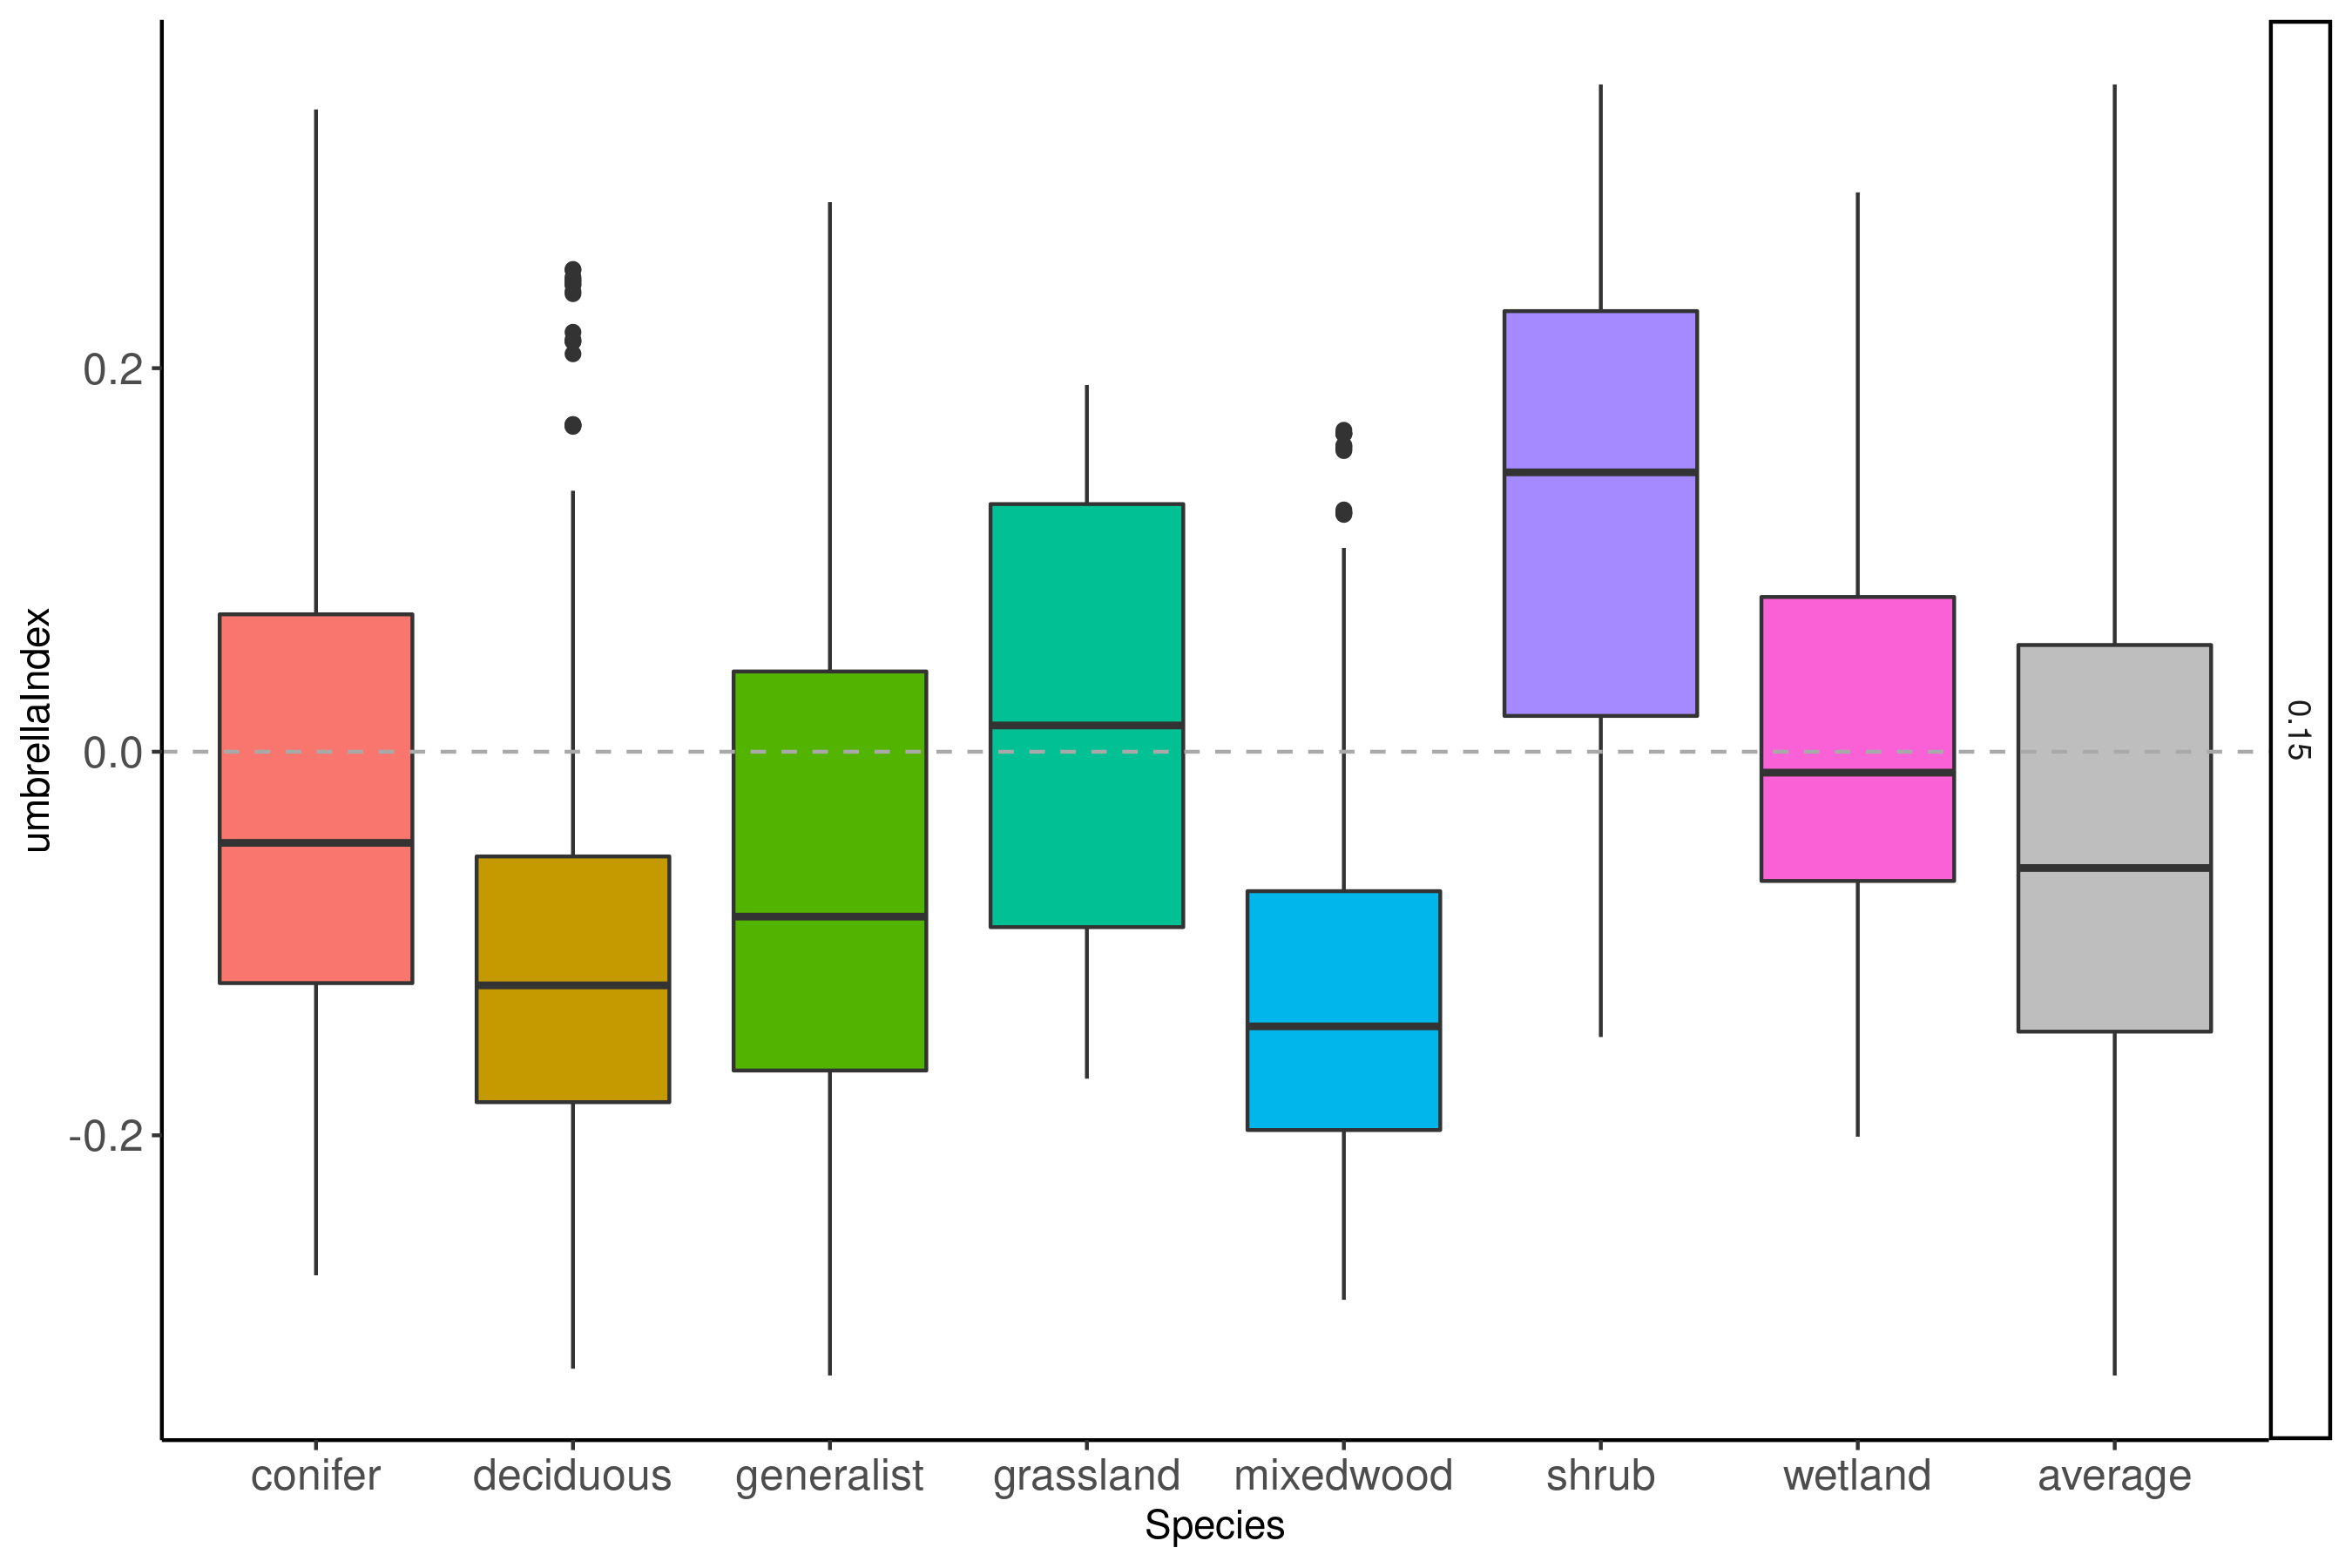 umbrellaIndex
0.2
0.0
-0.2
conifer deciduous generalist grassland mixedwood shrub wetland average
Species
0.15